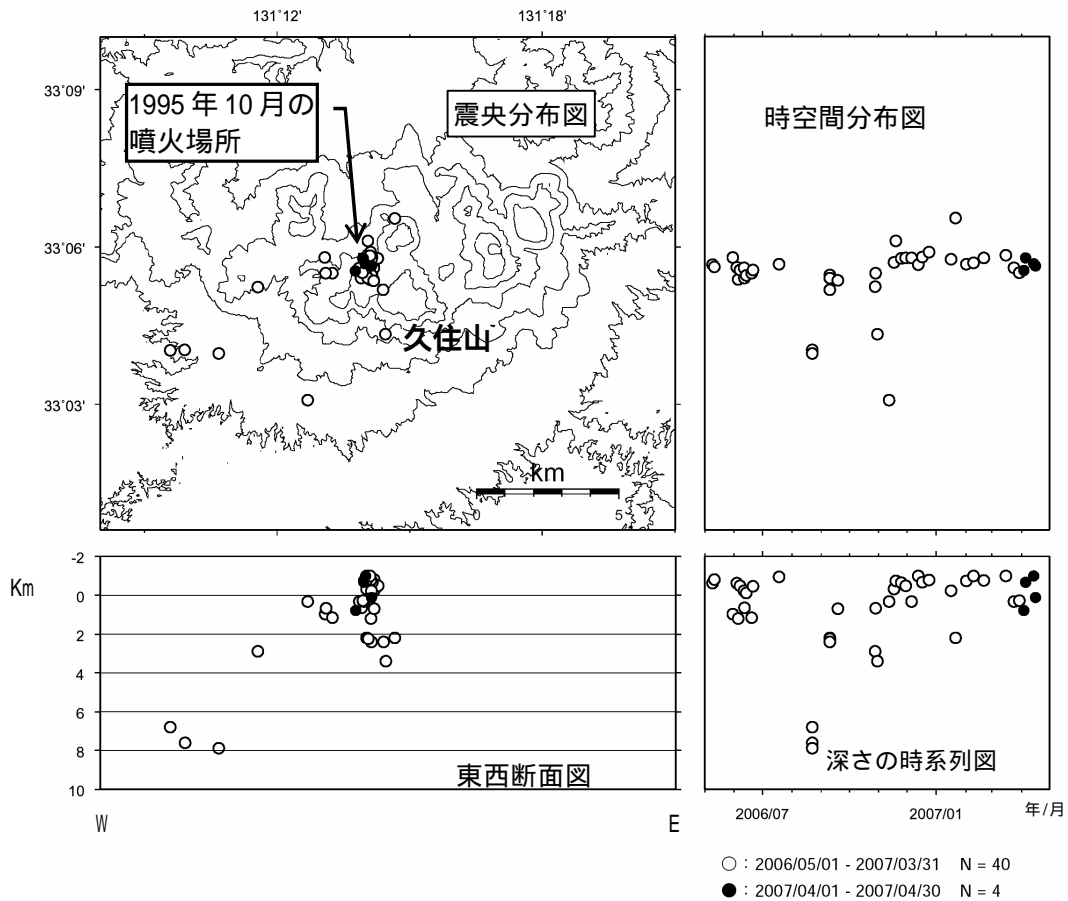 131˚12'
131˚18'
33˚09'
33˚06'
33˚03'
1995 年 10 月の
噴火場所
震央分布図
時空間分布図
久住山
km
0
5
Km
-2
0
2
4
6
8
10
東西断面図
深さの時系列図
W
E
2006/07
2007/01
年/月
○ : 2006/05/01 - 2007/03/31 N = 40
● : 2007/04/01 - 2007/04/30 N = 4